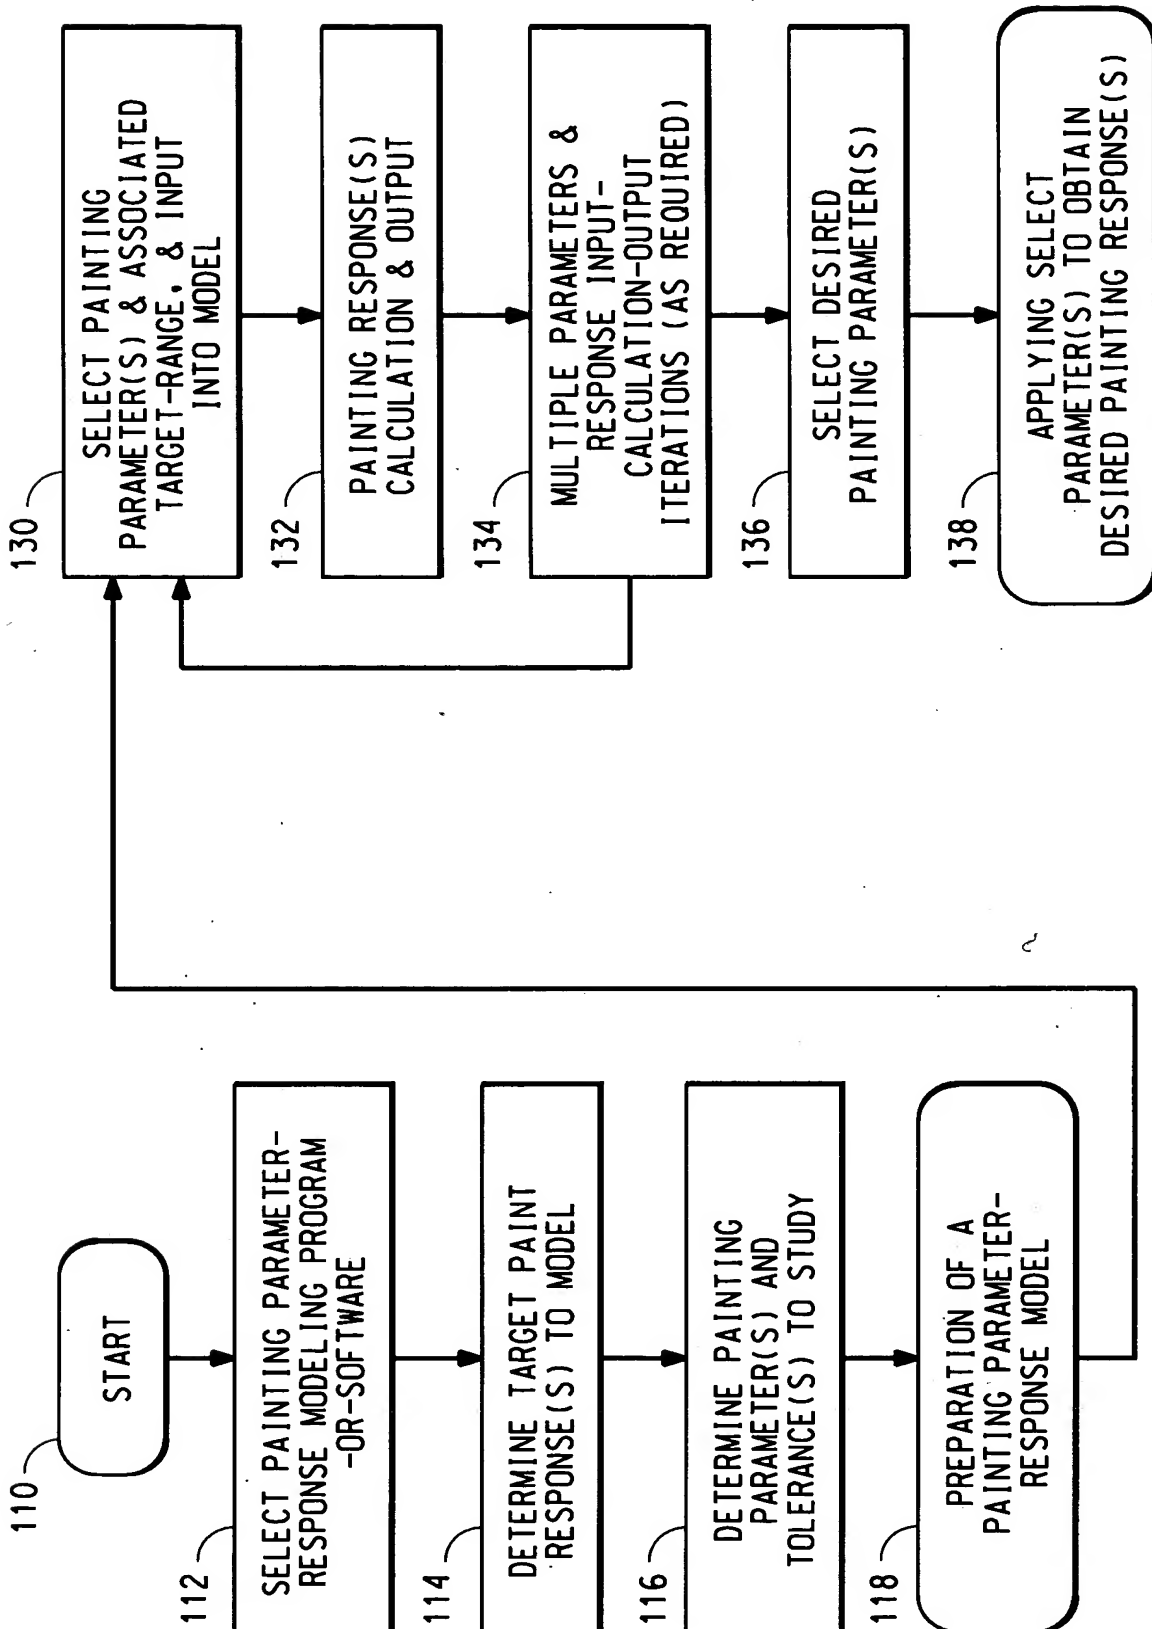 110
START
112
SELECT PAINTING PARAMETER-
RESPONSE MODELING PROGRAM
-OR-SOFTWARE
114
DETERMINE TARGET PAINT
RESPONSE(S) TO MODEL
116
DETERMINE PAINTING
PARAMETER(S) AND
TOLERANCE(S) TO STUDY
118
PREPARATION OF A
PAINTING PARAMETER-
RESPONSE MODEL
130
SELECT PAINTING
PARAMETER(S) & ASSOCIATED
TARGET-RANGE, & INPUT
INTO MODEL
132
PAINTING RESPONSE(S)
CALCULATION & OUTPUT
134
MULTIPLE PARAMETERS &
RESPONSE INPUT-
CALCULATION-OUTPUT
ITERATIONS (AS REQUIRED)
136
SELECT DESIRED
PAINTING PARAMETER(S)
138
APPLYING SELECT
PARAMETER(S) TO OBTAIN
DESIRED PAINTING RESPONSE(S)